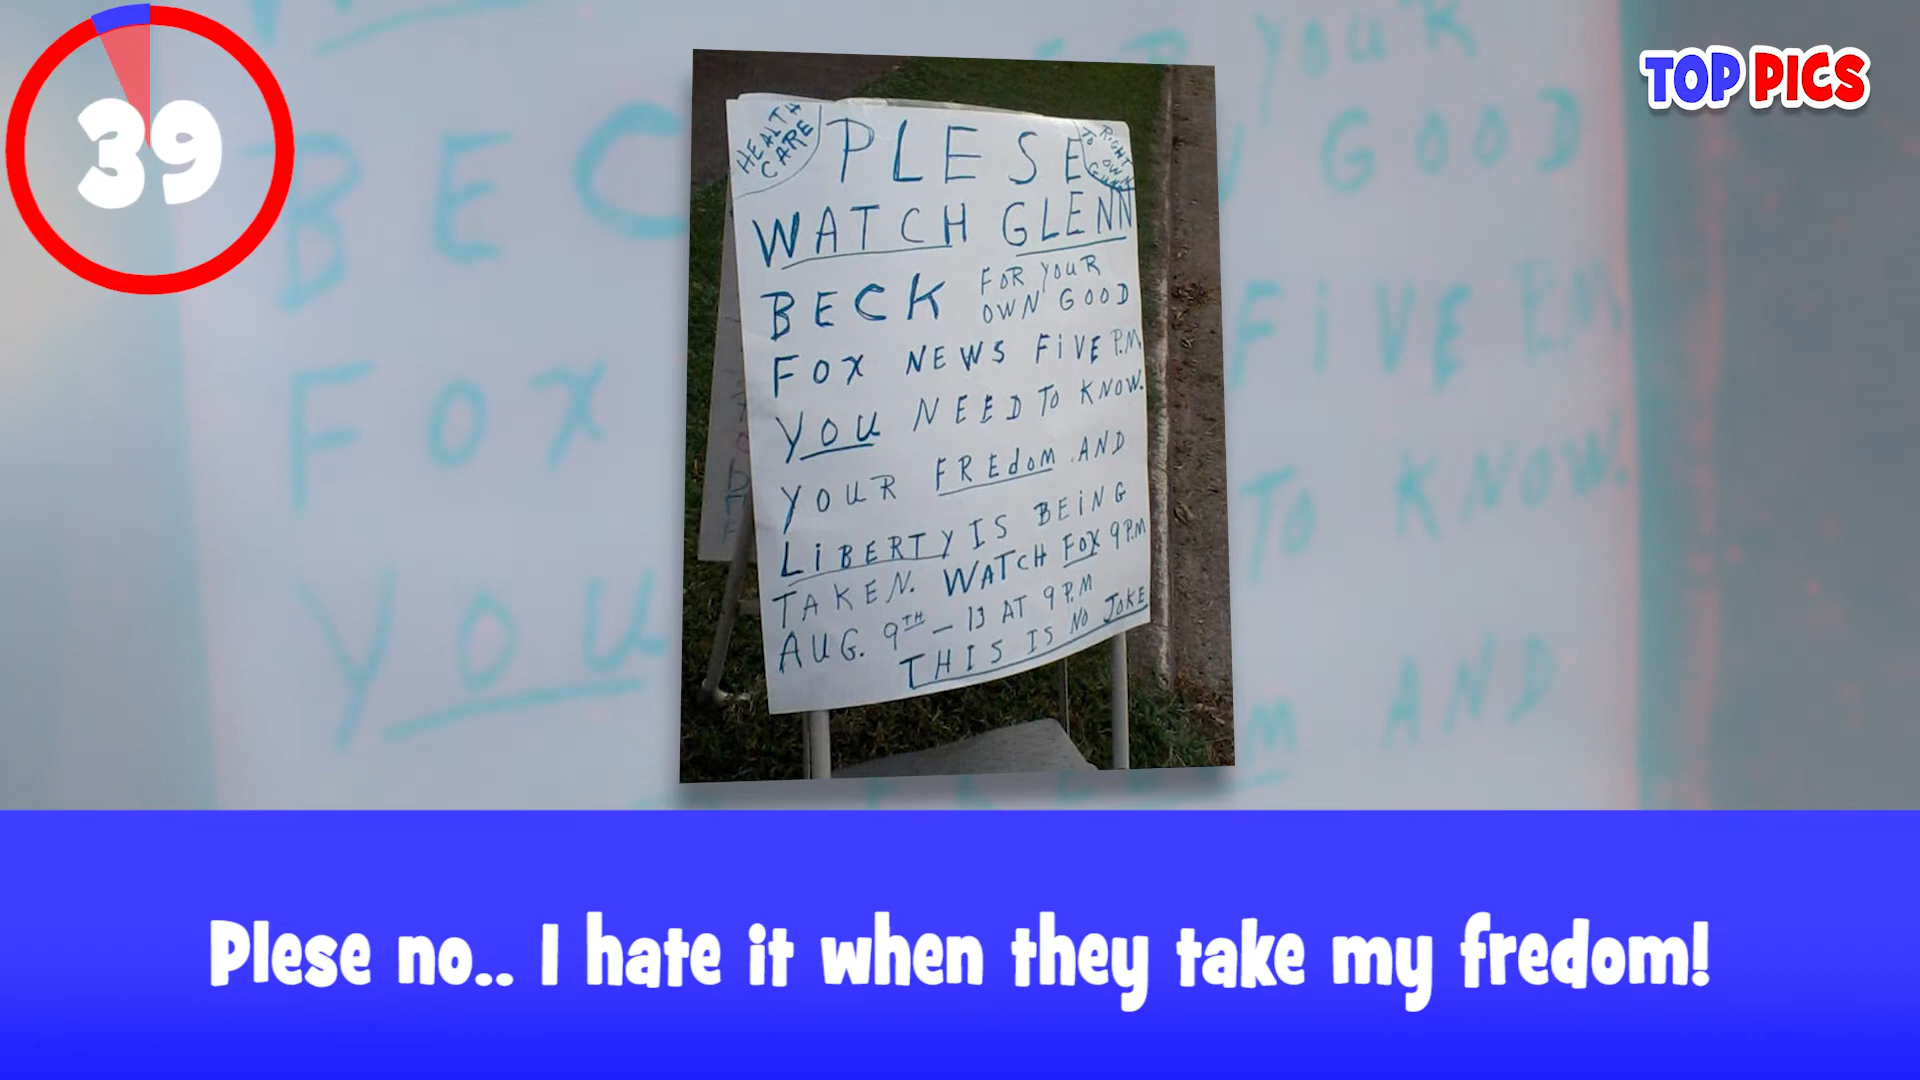 39
TOP PICS
HEALTH
CARE
PLESE
RIGHT
TO OWN
WATCH GLENN
BECK FOR YOUR
OWN GOOD
FOX NEWS FiVE P.M.
YOU NEED TO KNOW.
YOUR FREdom AND
LiBERTY IS BEiNG
TAKEN. WATCH FOX 9 P.M
AUG. 9TH – 13 AT 9 P.M
THIS IS NO JOKE
Plese no.. I hate it when they take my fredom!